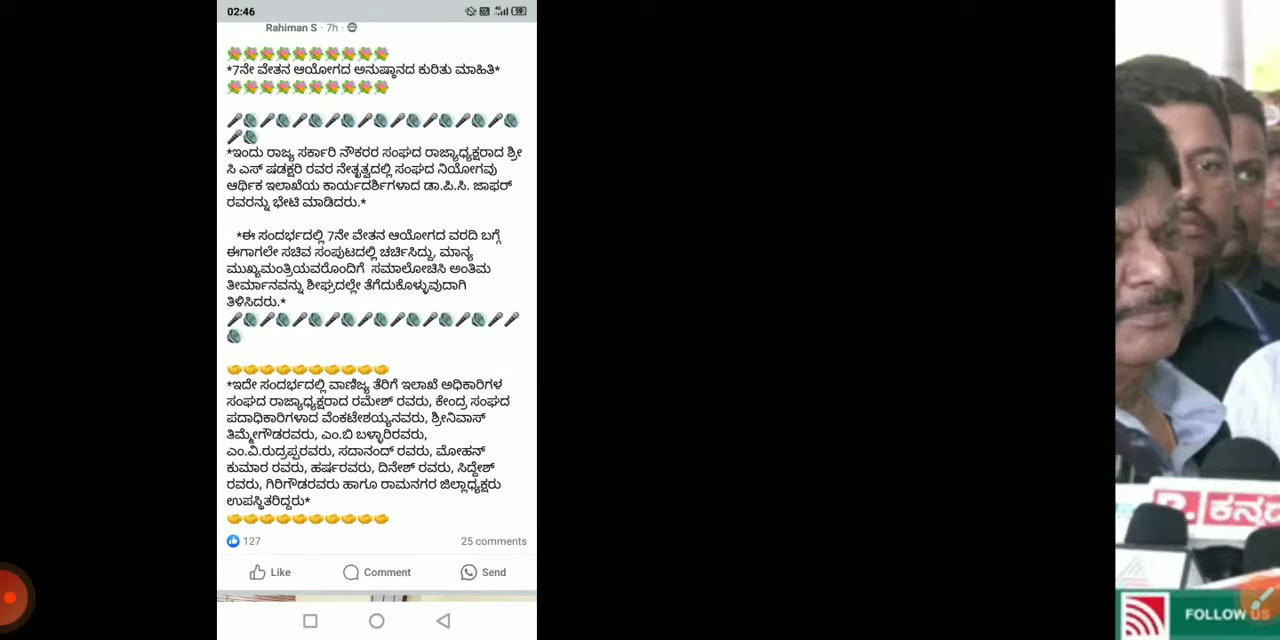 02:46
Rahiman S · 7h ·
*7ನೇ ವೇತನ ಆಯೋಗದ ಅನುಷ್ಠಾನದ ಕುರಿತು ಮಾಹಿತಿ*
*ಇಂದು ರಾಜ್ಯ ಸರ್ಕಾರಿ ನೌಕರರ ಸಂಘದ ರಾಜ್ಯಾಧ್ಯಕ್ಷರಾದ ಶ್ರೀ
ಸಿ ಎಸ್ ಷಡಕ್ಷರಿ ರವರ ನೇತೃತ್ವದಲ್ಲಿ ಸಂಘದ ನಿಯೋಗವು
ಆರ್ಥಿಕ ಇಲಾಖೆಯ ಕಾರ್ಯದರ್ಶಿಗಳಾದ ಡಾ.ಪಿ.ಸಿ. ಜಾಫರ್
ರವರನ್ನು ಭೇಟಿ ಮಾಡಿದರು.*
*ಈ ಸಂದರ್ಭದಲ್ಲಿ 7ನೇ ವೇತನ ಆಯೋಗದ ವರದಿ ಬಗ್ಗೆ
ಈಗಾಗಲೇ ಸಚಿವ ಸಂಪುಟದಲ್ಲಿ ಚರ್ಚಿಸಿದ್ದು, ಮಾನ್ಯ
ಮುಖ್ಯಮಂತ್ರಿಯವರೊಂದಿಗೆ ಸಮಾಲೋಚಿಸಿ ಅಂತಿಮ
ತೀರ್ಮಾನವನ್ನು ಶೀಘ್ರದಲ್ಲೇ ತೆಗೆದುಕೊಳ್ಳುವುದಾಗಿ
ತಿಳಿಸಿದರು.*
*ಇದೇ ಸಂದರ್ಭದಲ್ಲಿ ವಾಣಿಜ್ಯ ತೆರಿಗೆ ಇಲಾಖೆ ಅಧಿಕಾರಿಗಳ
ಸಂಘದ ರಾಜ್ಯಾಧ್ಯಕ್ಷರಾದ ರಮೇಶ್ ರವರು, ಕೇಂದ್ರ ಸಂಘದ
ಪದಾಧಿಕಾರಿಗಳಾದ ವೆಂಕಟೇಶಯ್ಯನವರು, ಶ್ರೀನಿವಾಸ್
ತಿಮ್ಮೇಗೌಡರವರು, ಎಂ.ಬಿ ಬಳ್ಳಾರಿರವರು,
ಎಂ.ವಿ.ರುದ್ರಪ್ಪರವರು, ಸದಾನಂದ್ ರವರು, ಮೋಹನ್
ಕುಮಾರ ರವರು, ಹರ್ಷರವರು, ದಿನೇಶ್ ರವರು, ಸಿದ್ದೇಶ್
ರವರು, ಗಿರಿಗೌಡರವರು ಹಾಗೂ ರಾಮನಗರ ಜಿಲ್ಲಾಧ್ಯಕ್ಷರು
ಉಪಸ್ಥಿತರಿದ್ದರು*
127
25 comments
Like
Comment
Send
ಕನ್ನಡ
FOLLOW US